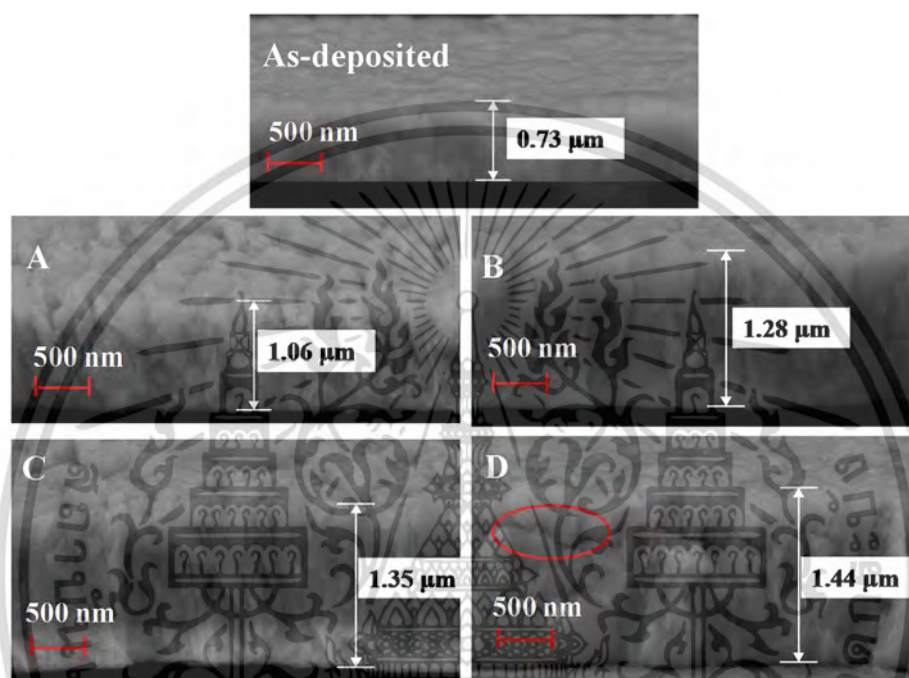 As-deposited
500 nm
0.73 μm
A
500 nm
1.06 μm
B
500 nm
1.28 μm
C
500 nm
1.35 μm
D
500 nm
1.44 μm